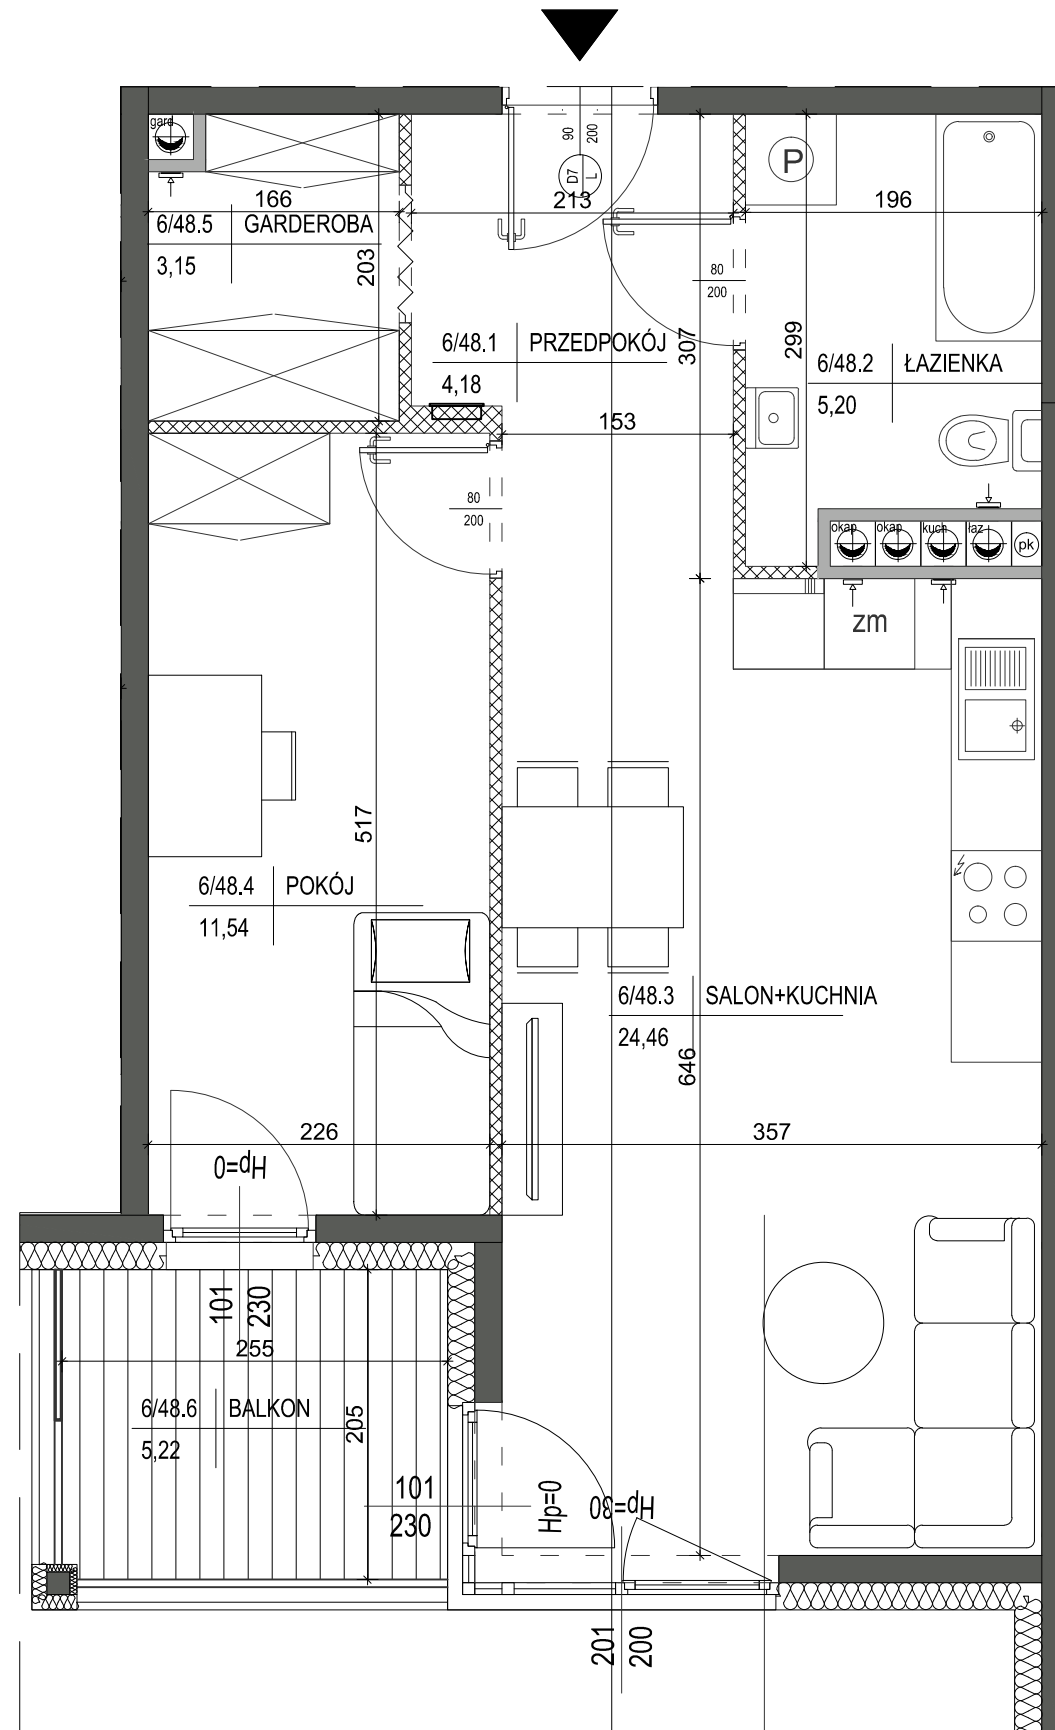 gard
90
200
D7
L
P
166
213
196
6/48.5 GARDEROBA
3,15
203
80
200
307
299
6/48.1 PRZEDPOKÓJ
4,18
6/48.2 ŁAZIENKA
5,20
153
80
200
okap
okap
kuch
łaz
pk
zm
517
6/48.4 POKÓJ
11,54
6/48.3 SALON+KUCHNIA
24,46
646
226
357
Hp=0
101
230
255
6/48.6 BALKON
5,22
205
101
230
Hp=0
Hp=30
201
200